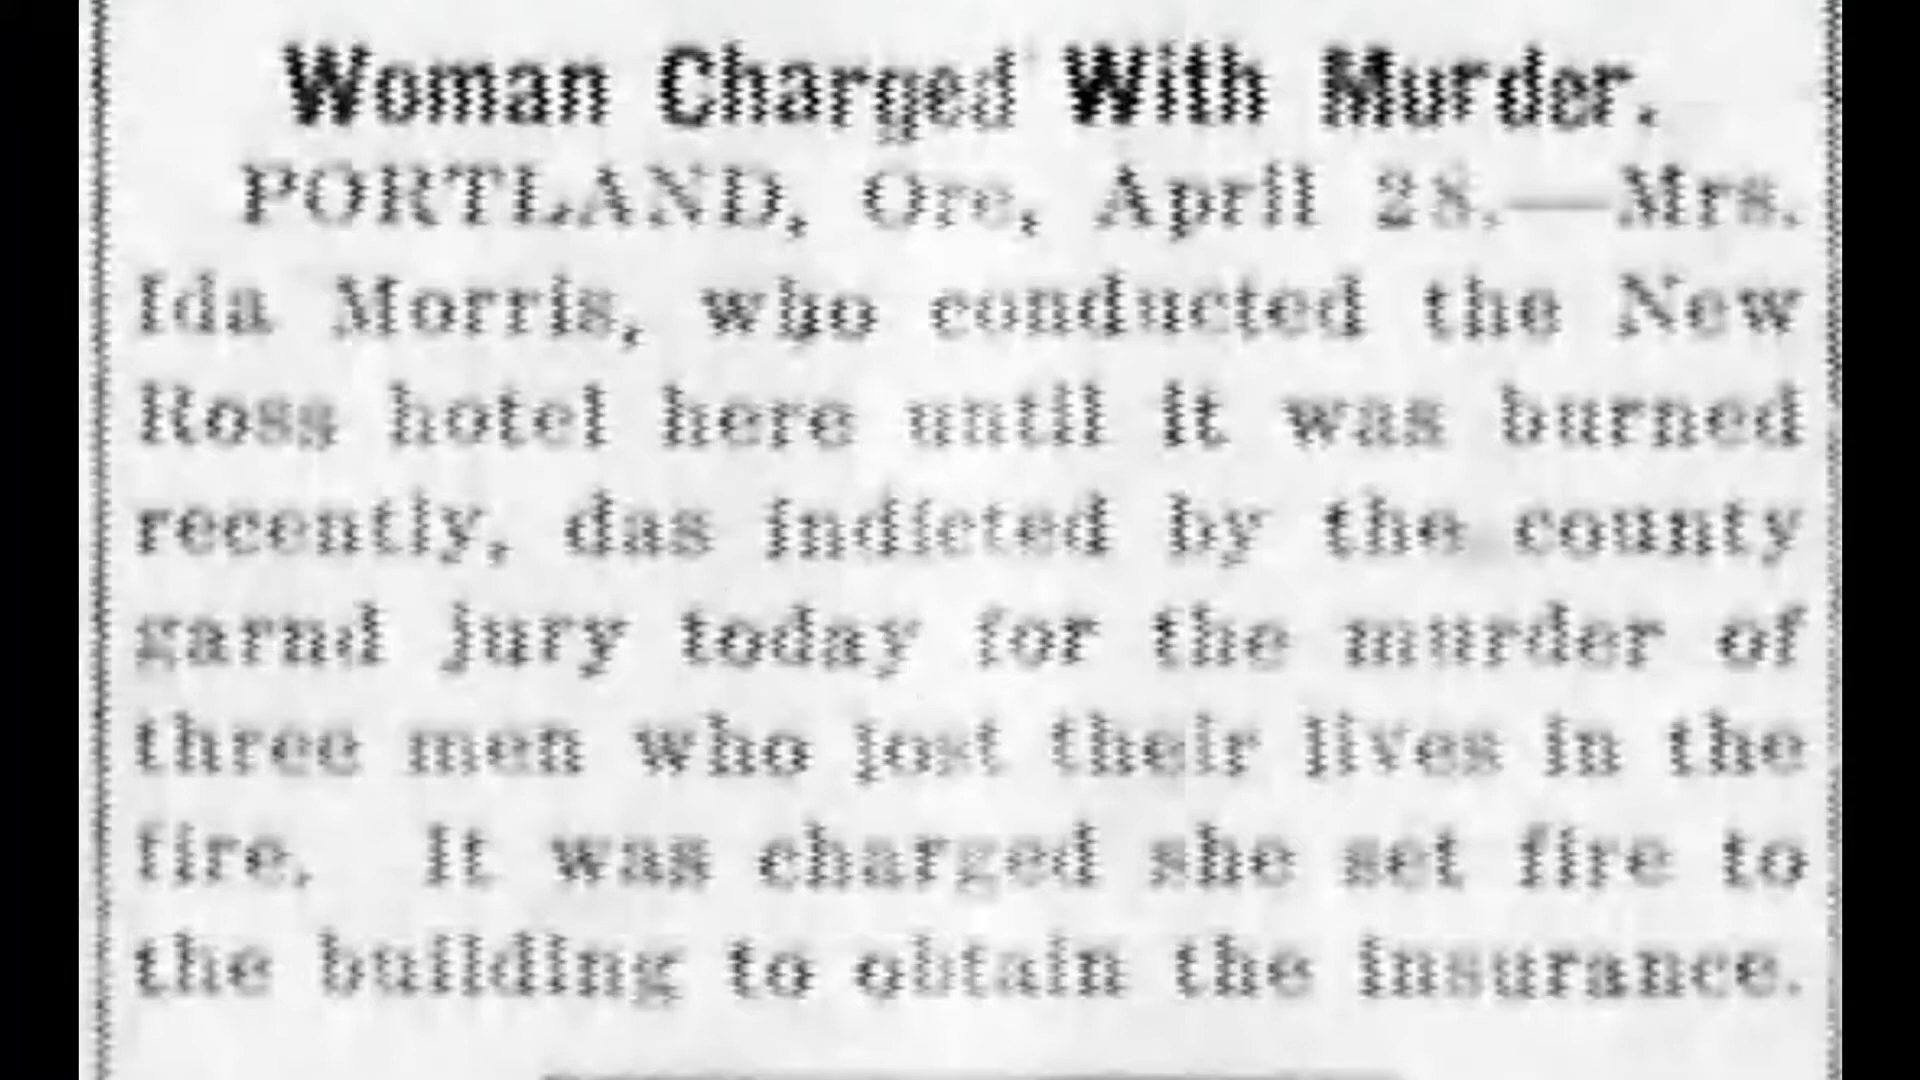 Woman Charged With Murder.
PORTLAND, Ore, April 28.—Mrs.
Ida Morris, who conducted the New
Ross hotel here until it was burned
recently, das indicted by the county
garnd jury today for the murder of
three men who lost their lives in the
fire. It was charged she set fire to
the building to obtain the insurance.